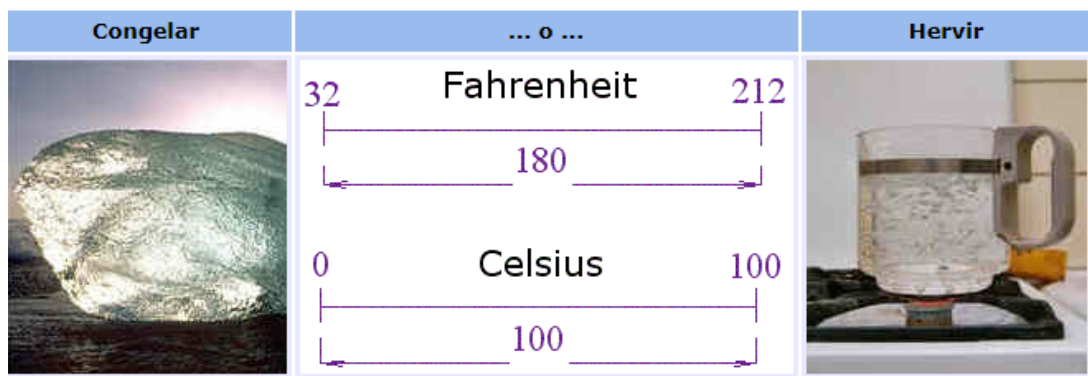 Congelar
... o ...
Hervir
32
Fahrenheit
212
180
0
Celsius
100
100